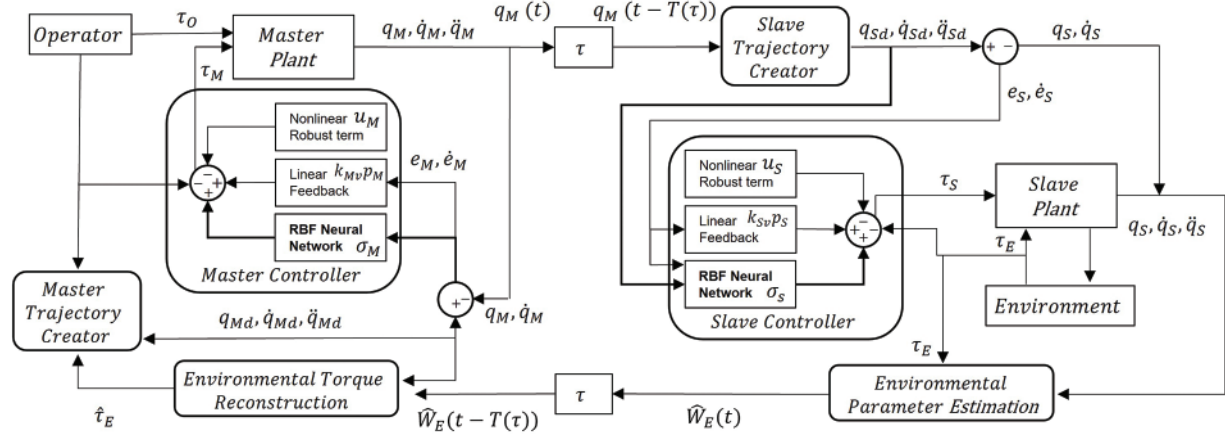 Operator
τ_O
Master
Plant
q_M, q̇_M, q̈_M
q_M (t)
τ
q_M (t − T(τ))
Slave
Trajectory
Creator
q_Sd, q̇_Sd, q̈_Sd
+ −
q_S, q̇_S
τ_M
e_S, ė_S
Nonlinear u_M
Robust term
Linear k_Mv p_M
Feedback
RBF Neural
Network σ_M
− − + +
Master Controller
e_M, ė_M
Nonlinear u_S
Robust term
Linear k_Sv p_S
Feedback
RBF Neural
Network σ_S
+ − − +
Slave Controller
τ_S
Slave
Plant
q_S, q̇_S, q̈_S
τ_E
Environment
Master
Trajectory
Creator
q_Md, q̇_Md, q̈_Md
+ −
q_M, q̇_M
τ_E
τ̂_E
Environmental Torque
Reconstruction
Ŵ_E(t − T(τ))
τ
Ŵ_E(t)
Environmental
Parameter Estimation